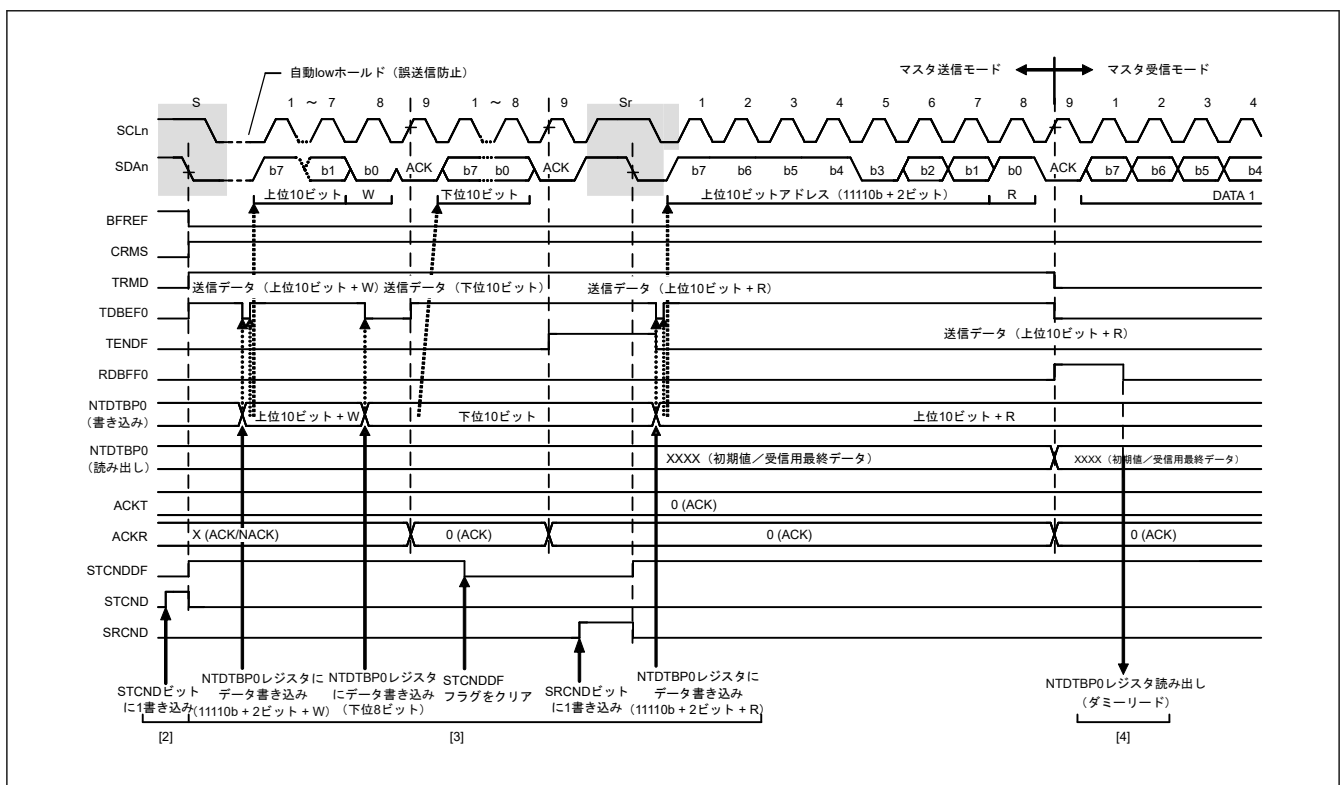 自動lowホールド（誤送信防止）
マスタ送信モード マスタ受信モード
S 1 ～ 7 8 9 1 ～ 8 9 Sr 1 2 3 4 5 6 7 8 9 1 2 3 4
SCLn
SDAn b7 b1 b0 ACK b7 b0 ACK b7 b6 b5 b4 b3 b2 b1 b0 ACK b7 b6 b5 b4
上位10ビット W 下位10ビット 上位10ビットアドレス（11110b + 2ビット） R DATA 1
BFREF
CRMS
TRMD
送信データ（上位10ビット + W） 送信データ（下位10ビット） 送信データ（上位10ビット + R）
TDBEF0
TENDF 送信データ（上位10ビット + R）
RDBFF0
NTDTBP0
（書き込み） 上位10ビット + W 下位10ビット 上位10ビット + R
NTDTBP0
（読み出し） XXXX（初期値／受信用最終データ） XXXX（初期値／受信用最終データ）
ACKT 0 (ACK)
ACKR X (ACK/NACK) 0 (ACK) 0 (ACK) 0 (ACK)
STCNDDF
STCND
SRCND
STCNDビット
に1書き込み
NTDTBP0レジスタに
データ書き込み
（11110b + 2ビット + W）
NTDTBP0レジスタ
にデータ書き込み
（下位8ビット）
STCNDDF
フラグをクリア
SRCNDビット
に1書き込み
NTDTBP0レジスタに
データ書き込み
（11110b + 2ビット + R）
NTDTBP0レジスタ読み出し
（ダミーリード）
[2] [3] [4]